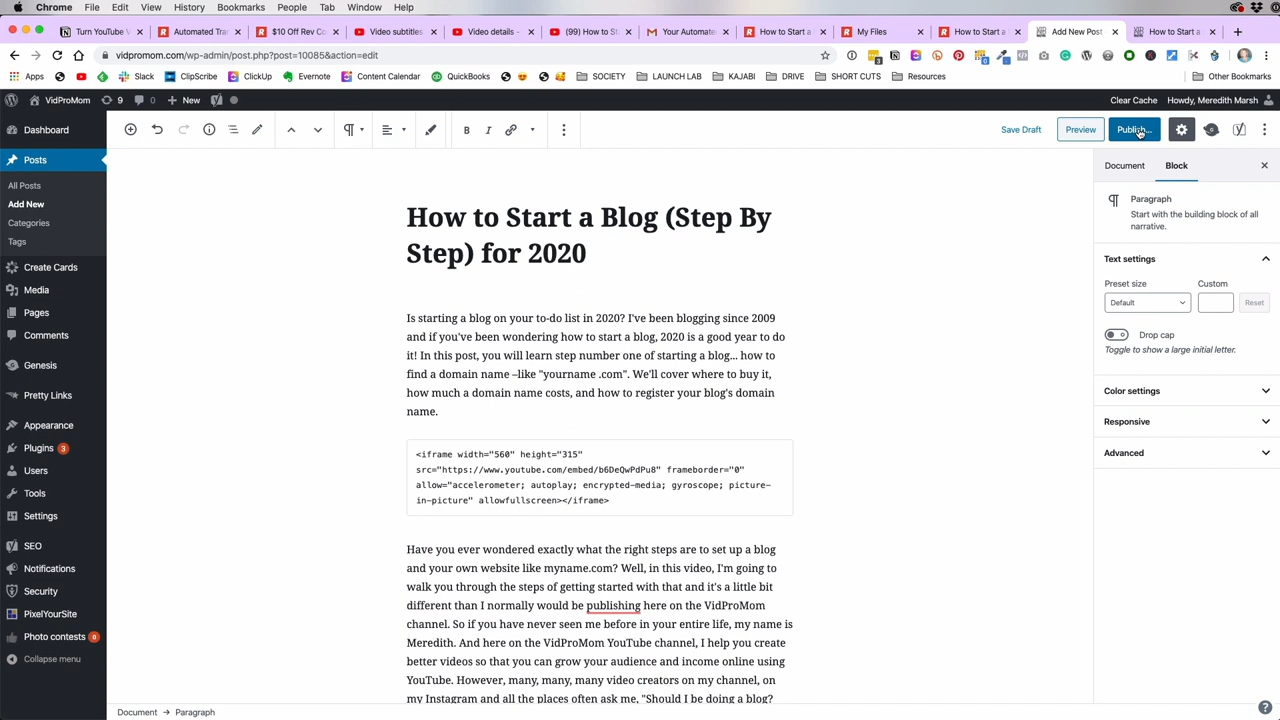 Chrome File Edit View History Bookmarks People Tab Window Help
Turn YouTube V Automated Tra $10 Off Rev Co Video subtitles Video details - (99) How to St Your Automate How to Start a My Files How to Start a Add New Post How to Start a
vidpromom.com/wp-admin/post.php?post=10085&action=edit
Apps Slack ClipScribe ClickUp Evernote Content Calendar QuickBooks SOCIETY LAUNCH LAB KAJABI DRIVE SHORT CUTS Resources Other Bookmarks
VidProMom 9 0 New Clear Cache Howdy, Meredith Marsh
Dashboard
Posts
All Posts
Add New
Categories
Tags
Create Cards
Media
Pages
Comments
Genesis
Pretty Links
Appearance
Plugins 3
Users
Tools
Settings
SEO
Notifications
Security
PixelYourSite
Photo contests 0
Collapse menu
B I Save Draft Preview Publish...
How to Start a Blog (Step By
Step) for 2020
Is starting a blog on your to-do list in 2020? I've been blogging since 2009
and if you've been wondering how to start a blog, 2020 is a good year to do
it! In this post, you will learn step number one of starting a blog... how to
find a domain name –like "yourname .com". We'll cover where to buy it,
how much a domain name costs, and how to register your blog's domain
name.
<iframe width="560" height="315"
src="https://www.youtube.com/embed/b6DeQwPdPu8" frameborder="0"
allow="accelerometer; autoplay; encrypted-media; gyroscope; picture-
in-picture" allowfullscreen></iframe>
Have you ever wondered exactly what the right steps are to set up a blog
and your own website like myname.com? Well, in this video, I'm going to
walk you through the steps of getting started with that and it's a little bit
different than I normally would be publishing here on the VidProMom
channel. So if you have never seen me before in your entire life, my name is
Meredith. And here on the VidProMom YouTube channel, I help you create
better videos so that you can grow your audience and income online using
YouTube. However, many, many, many video creators on my channel, on
my Instagram and all the places often ask me, "Should I be doing a blog?
Document Block
Paragraph
Start with the building block of all
narrative.
Text settings
Preset size Custom
Default Reset
Drop cap
Toggle to show a large initial letter.
Color settings
Responsive
Advanced
Document → Paragraph